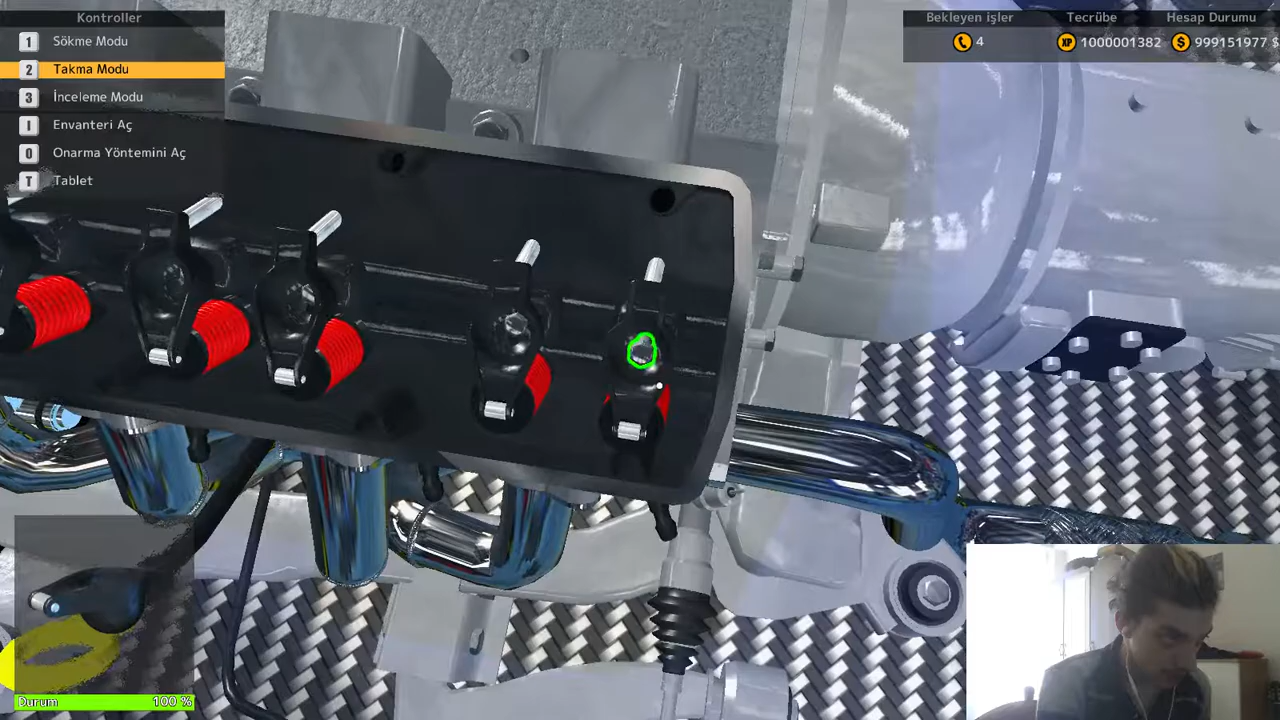 Kontroller
1 Sökme Modu
2 Takma Modu
3 İnceleme Modu
I Envanteri Aç
O Onarma Yöntemini Aç
T Tablet
Bekleyen işler Tecrübe Hesap Durumu
4 XP 1000001382 $ 999151977 $
Durum 100 %